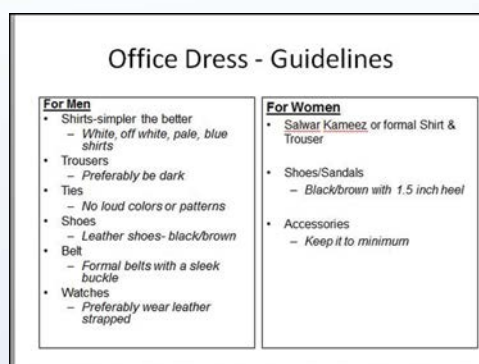 Office Dress - Guidelines
For Men
• Shirts-simpler the better
– White, off white, pale, blue
shirts
• Trousers
– Preferably be dark
• Ties
– No loud colors or patterns
• Shoes
– Leather shoes- black/brown
• Belt
– Formal belts with a sleek
buckle
• Watches
– Preferably wear leather
strapped
For Women
• Salwar Kameez or formal Shirt &
Trouser
• Shoes/Sandals
– Black/brown with 1.5 inch heel
• Accessories
– Keep it to minimum